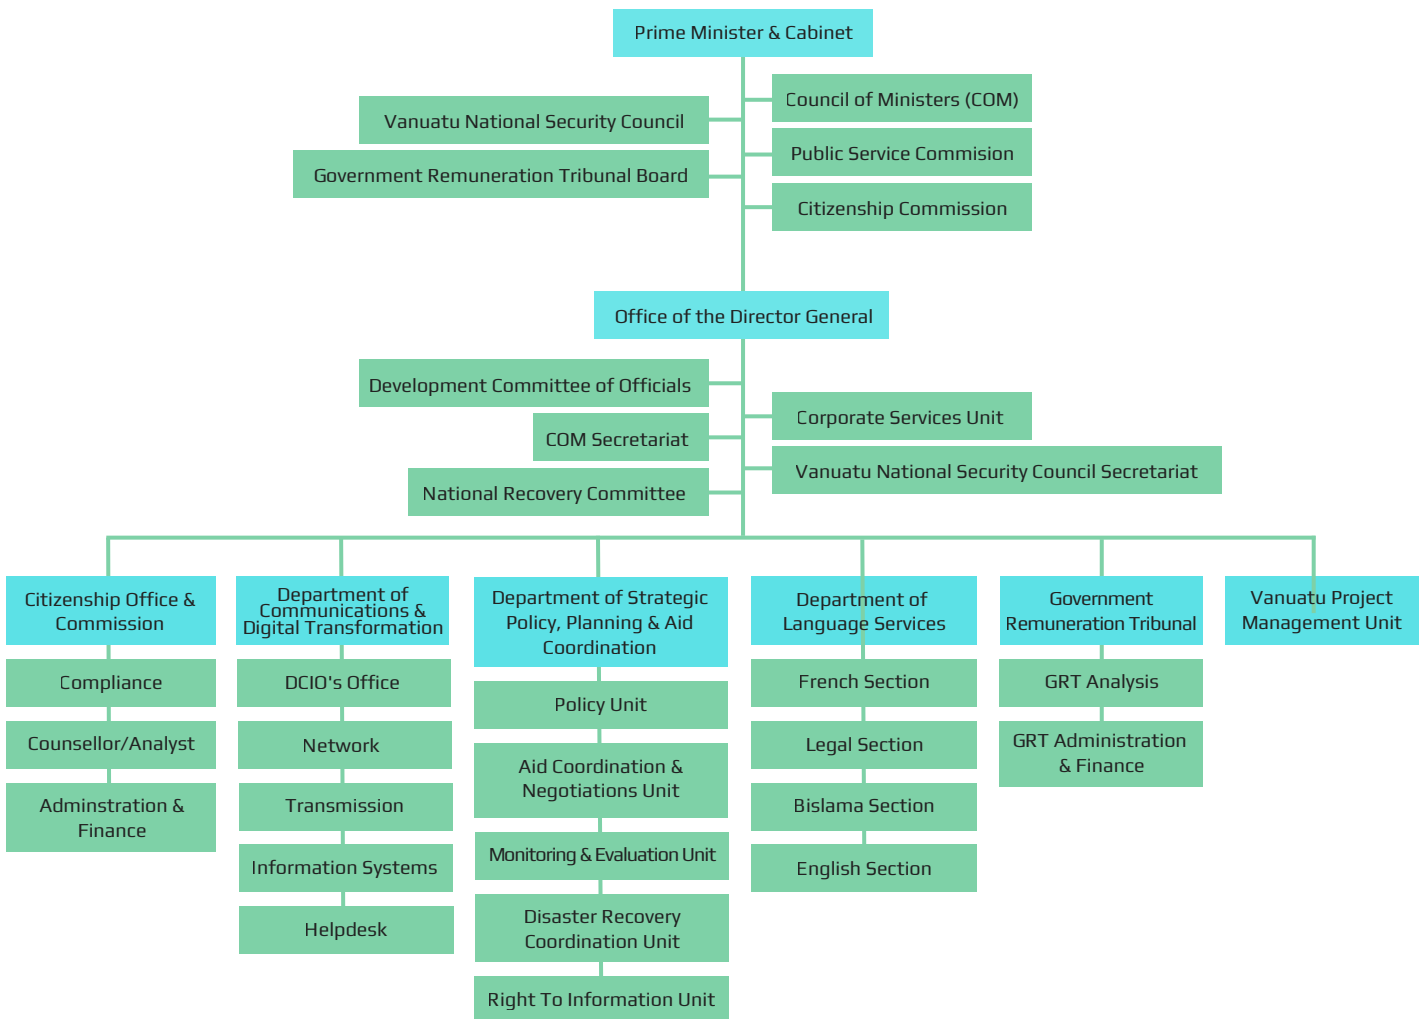 Prime Minister & Cabinet
Council of Ministers (COM)
Vanuatu National Security Council
Public Service Commision
Government Remuneration Tribunal Board
Citizenship Commission
Office of the Director General
Development Committee of Officials
Corporate Services Unit
COM Secretariat
Vanuatu National Security Council Secretariat
National Recovery Committee
Citizenship Office &
Commission
Compliance
Counsellor/Analyst
Adminstration &
Finance
Department of
Communications &
Digital Transformation
DCIO's Office
Network
Transmission
Information Systems
Helpdesk
Department of Strategic
Policy, Planning & Aid
Coordination
Policy Unit
Aid Coordination &
Negotiations Unit
Monitoring & Evaluation Unit
Disaster Recovery
Coordination Unit
Right To Information Unit
Department of
Language Services
French Section
Legal Section
Bislama Section
English Section
Government
Remuneration Tribunal
GRT Analysis
GRT Administration
& Finance
Vanuatu Project
Management Unit